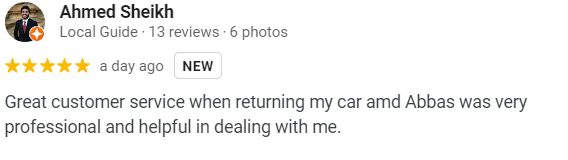 Ahmed Sheikh
Local Guide · 13 reviews · 6 photos
a day ago NEW
Great customer service when returning my car amd Abbas was very
professional and helpful in dealing with me.